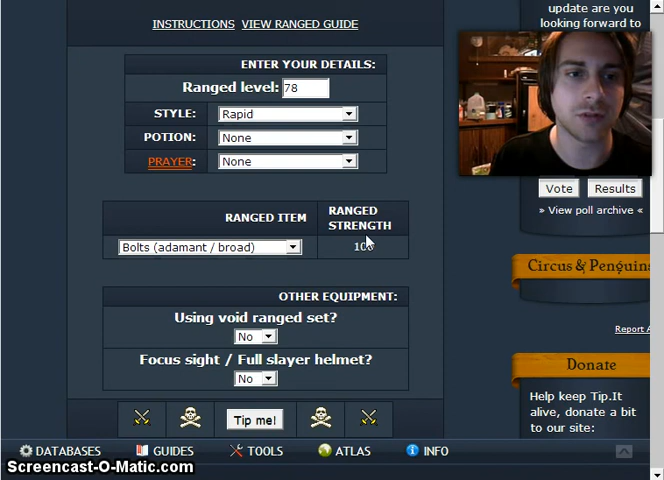 update are you
looking forward to
INSTRUCTIONS VIEW RANGED GUIDE
ENTER YOUR DETAILS:
Ranged level: 78
STYLE: Rapid
POTION: None
PRAYER: None
Vote Results
» View poll archive «
RANGED ITEM RANGED STRENGTH
Bolts (adamant / broad) 100
Circus & Penguins
OTHER EQUIPMENT:
Using void ranged set?
No
Report
Focus sight / Full slayer helmet?
No
Donate
Tip me!
Help keep Tip.It
alive, donate a bit
to our site:
DATABASES GUIDES TOOLS ATLAS INFO
Screencast-O-Matic.com